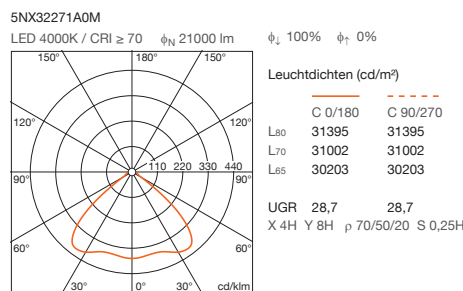 5NX32271A0M
LED 4000K / CRI ≥ 70 ϕN 21000 lm
ϕ↓ 100% ϕ↑ 0%
150° 180° 150°
120° 120°
90° 110 220 330 440 90°
60° 60°
30° 0° 30° cd/klm
Leuchtdichten (cd/m²)
C 0/180 C 90/270
L80 31395 31395
L70 31002 31002
L65 30203 30203
UGR 28,7 28,7
X 4H Y 8H ρ 70/50/20 S 0,25H